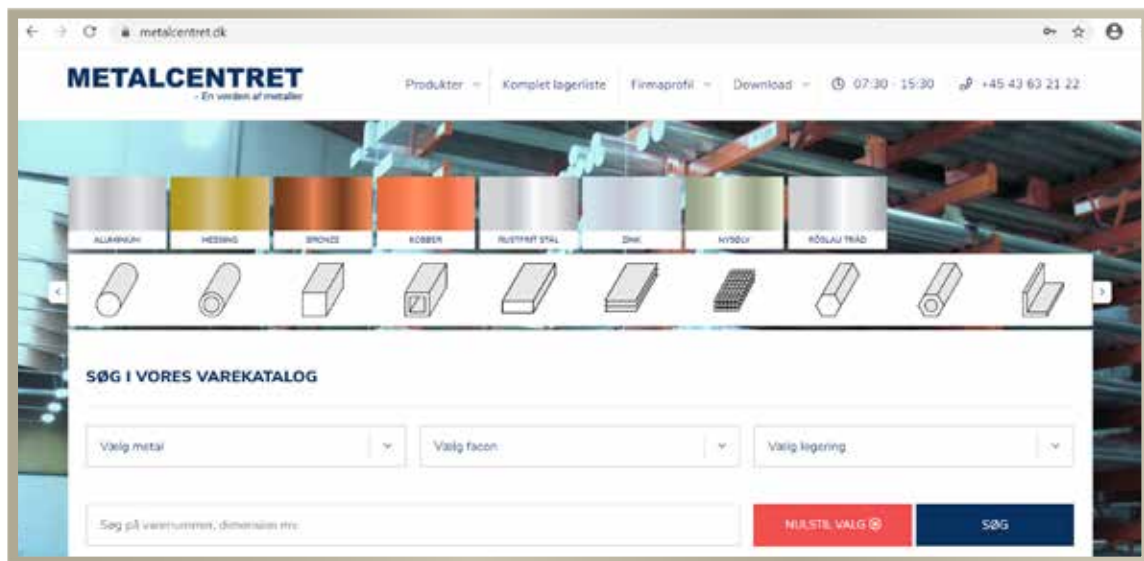 metalcentret.dk
METALCENTRET
- En verden af metaller
Produkter
Komplet lagerliste
Firmaprofil
Download
07:30 - 15:30
+45 43 63 21 22
ALUMINIUM
MESSING
BRONZE
KOBBER
RUSTFRIT STÅL
ZINK
NYSØLV
RÖSLAU TRÅD
SØG I VORES VAREKATALOG
Vælg metal
Vælg facon
Vælg legering
Søg på varenummer, dimension mv.
NULSTIL VALG
SØG